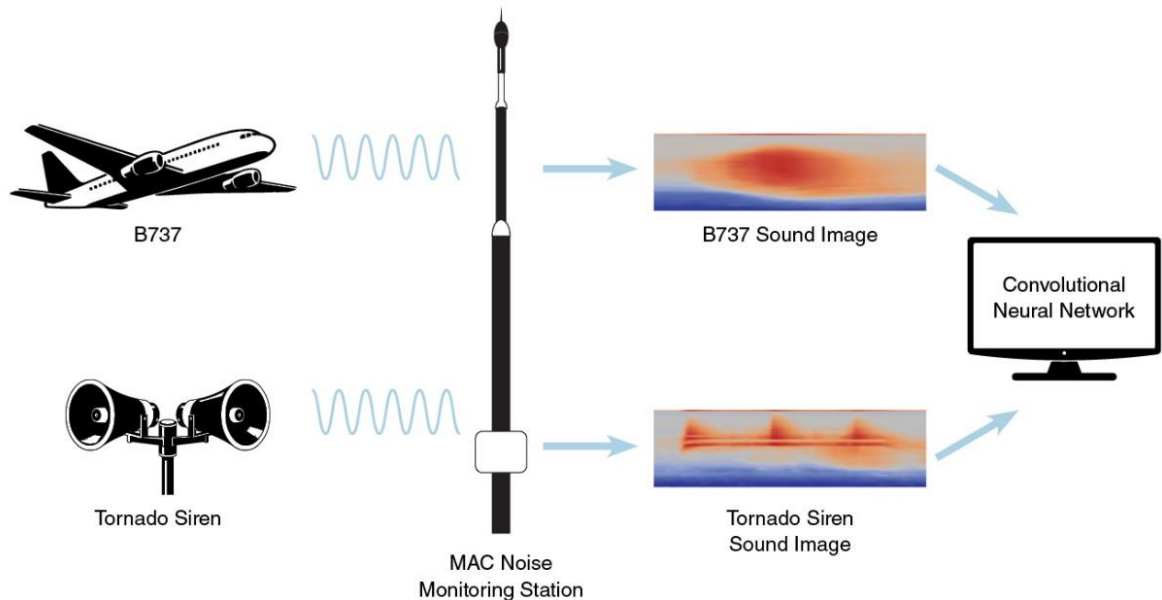 B737
B737 Sound Image
Convolutional
Neural Network
Tornado Siren
MAC Noise
Monitoring Station
Tornado Siren
Sound Image